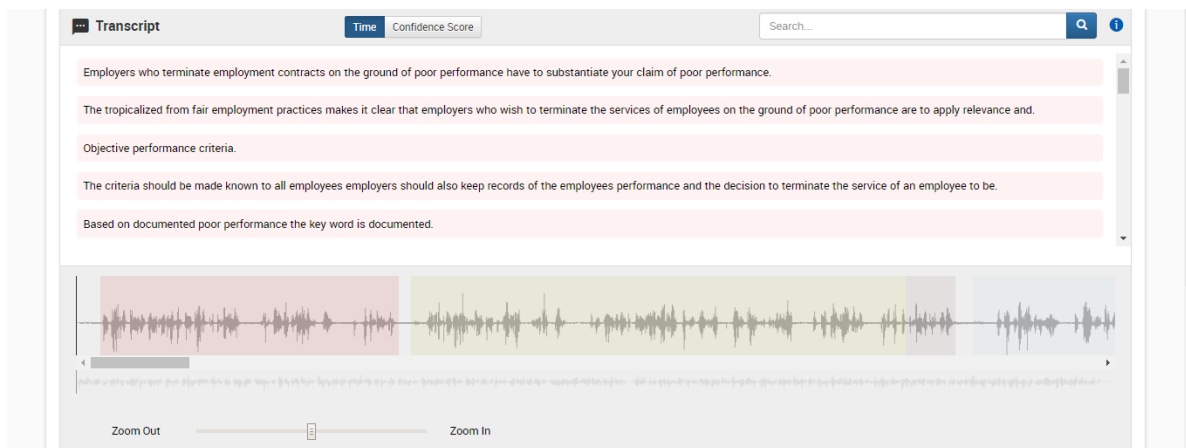 Transcript
Time Confidence Score
Search...
Employers who terminate employment contracts on the ground of poor performance have to substantiate your claim of poor performance.
The tropicalized from fair employment practices makes it clear that employers who wish to terminate the services of employees on the ground of poor performance are to apply relevance and.
Objective performance criteria.
The criteria should be made known to all employees employers should also keep records of the employees performance and the decision to terminate the service of an employee to be.
Based on documented poor performance the key word is documented.
Zoom Out Zoom In